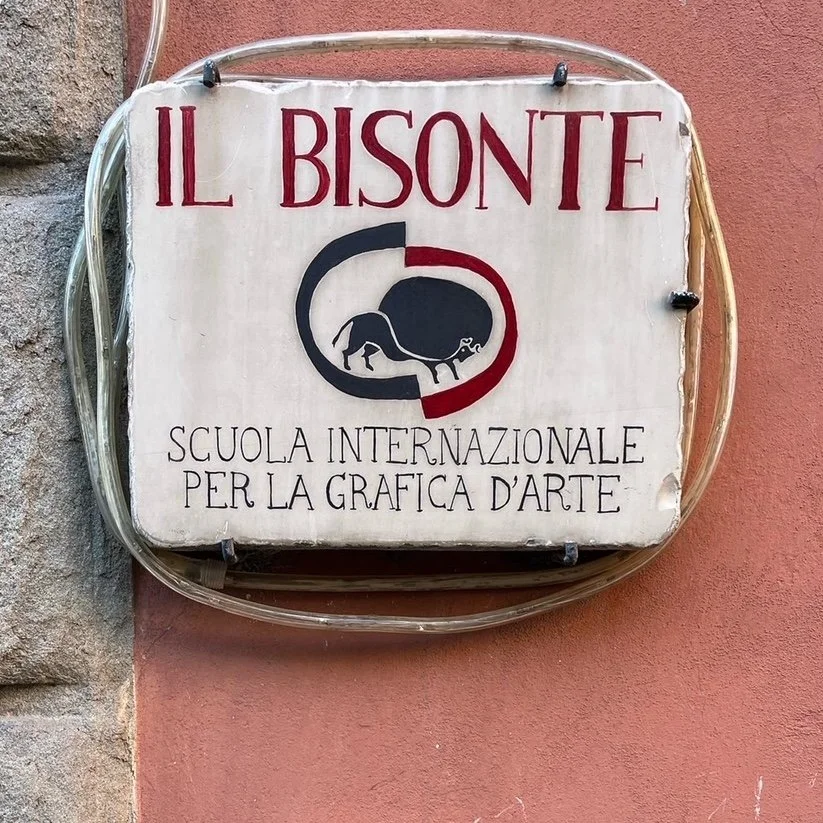 IL BISONTE
SCUOLA INTERNAZIONALE
PER LA GRAFICA D'ARTE